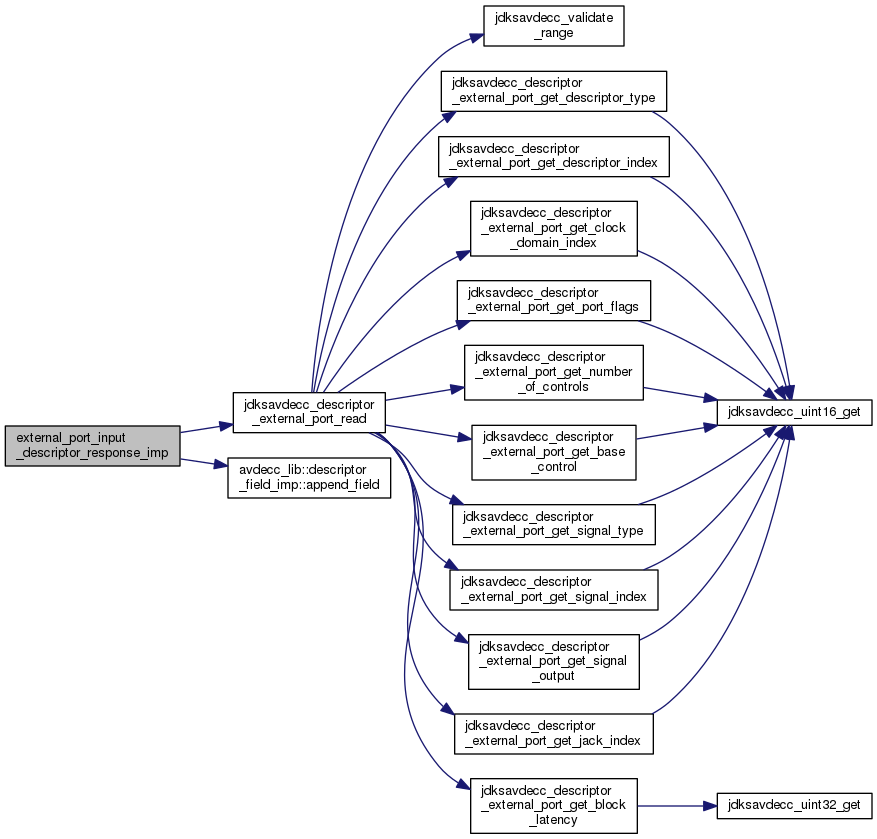 external_port_input
_descriptor_response_imp
jdksavdecc_descriptor
_external_port_read
avdecc_lib::descriptor
_field_imp::append_field
jdksavdecc_validate
_range
jdksavdecc_descriptor
_external_port_get_descriptor_type
jdksavdecc_descriptor
_external_port_get_descriptor_index
jdksavdecc_descriptor
_external_port_get_clock
_domain_index
jdksavdecc_descriptor
_external_port_get_port_flags
jdksavdecc_descriptor
_external_port_get_number
_of_controls
jdksavdecc_descriptor
_external_port_get_base
_control
jdksavdecc_descriptor
_external_port_get_signal_type
jdksavdecc_descriptor
_external_port_get_signal_index
jdksavdecc_descriptor
_external_port_get_signal
_output
jdksavdecc_descriptor
_external_port_get_jack_index
jdksavdecc_descriptor
_external_port_get_block
_latency
jdksavdecc_uint16_get
jdksavdecc_uint32_get